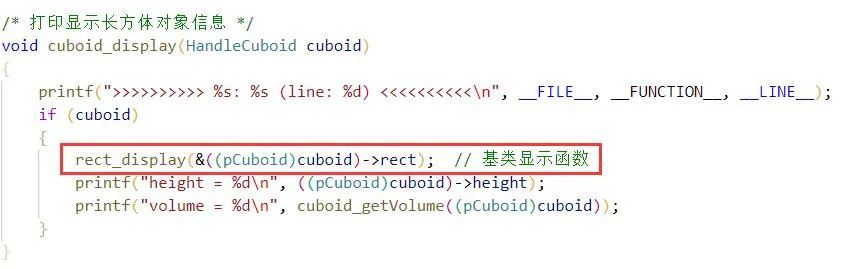 /* 打印显示长方体对象信息 */
void cuboid_display(HandleCuboid cuboid)
{
    printf(">>>>>>>>>> %s: %s (line: %d) <<<<<<<<<<\n", __FILE__, __FUNCTION__, __LINE__);
    if (cuboid)
    {
        rect_display(&((pCuboid)cuboid)->rect);  // 基类显示函数
        printf("height = %d\n", ((pCuboid)cuboid)->height);
        printf("volume = %d\n", cuboid_getVolume((pCuboid)cuboid));
    }
}